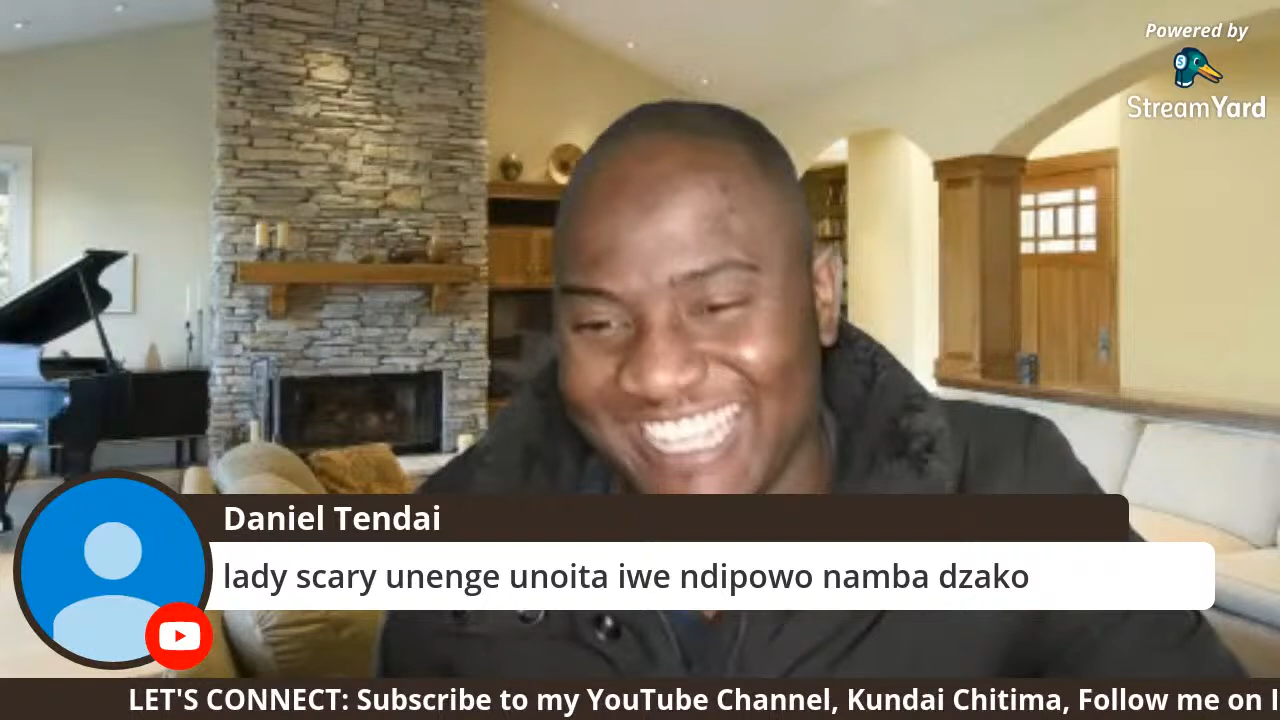 Powered by
StreamYard
Daniel Tendai
lady scary unenge unoita iwe ndipowo namba dzako
LET'S CONNECT: Subscribe to my YouTube Channel, Kundai Chitima, Follow me on